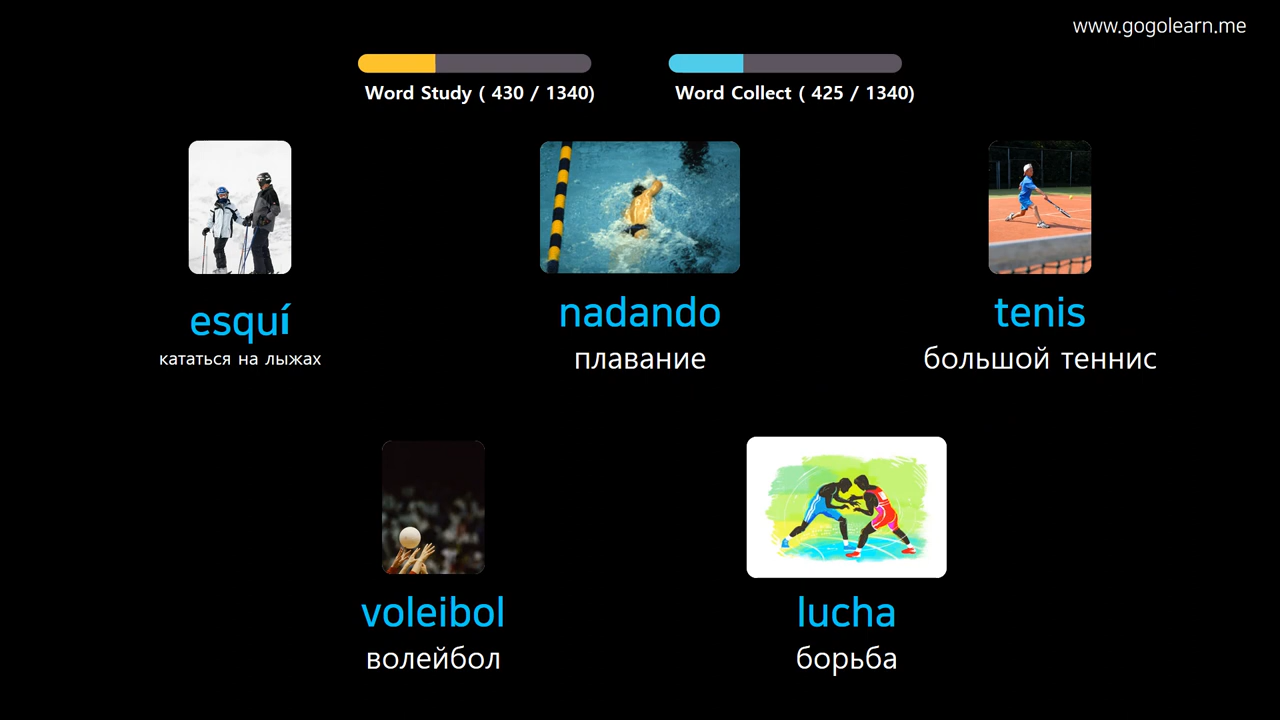 www.gogolearn.me
Word Study ( 430 / 1340)
Word Collect ( 425 / 1340)
esquí
кататься на лыжах
nadando
плавание
tenis
большой теннис
voleibol
волейбол
lucha
борьба